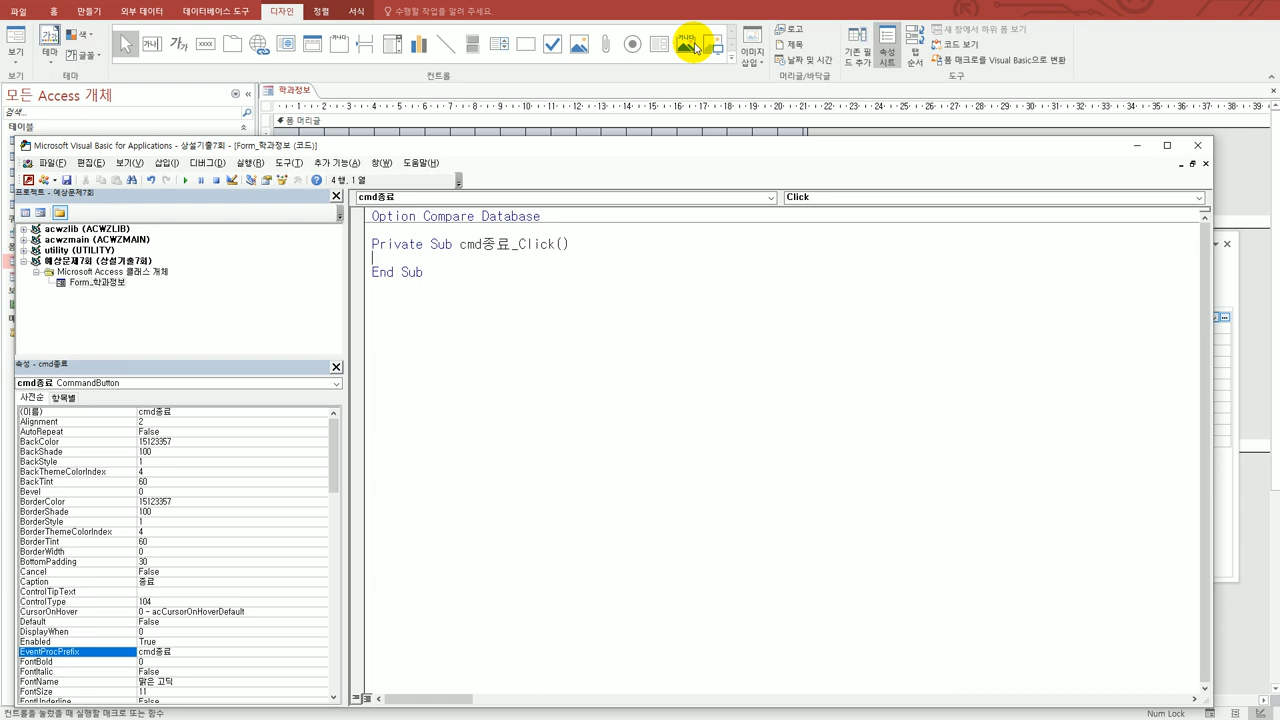 파일 홈 만들기 외부 데이터 데이터베이스 도구 디자인 정렬 서식 수행할 작업을 알려 주세요.
색
글꼴
보기
테마
이미지 삽입
로고
제목
날짜 및 시간
기존 필드 추가
속성 시트
탭 순서
새 창에서 하위 폼 보기
코드 보기
폼 매크로를 Visual Basic으로 변환
보기 테마 컨트롤 머리글/바닥글 도구
모든 Access 개체
학과정보
검색...
테이블
폼 머리글
Microsoft Visual Basic for Applications - 상설기출7회 - [Form_학과정보 (코드)]
파일(F) 편집(E) 보기(V) 삽입(I) 디버그(D) 실행(R) 도구(T) 추가 기능(A) 창(W) 도움말(H)
4 행, 1 열
프로젝트 - 예상문제7회
acwzlib (ACWZLIB)
acwzmain (ACWZMAIN)
utility (UTILITY)
예상문제7회 (상설기출7회)
Microsoft Access 클래스 개체
Form_학과정보
cmd종료 Click
Option Compare Database
Private Sub cmd종료_Click()
End Sub
속성 - cmd종료
cmd종료 CommandButton
사전순 항목별
(이름) cmd종료
Alignment 2
AutoRepeat False
BackColor 15123357
BackShade 100
BackStyle 1
BackThemeColorIndex 4
BackTint 60
Bevel 0
BorderColor 15123357
BorderShade 100
BorderStyle 1
BorderThemeColorIndex 4
BorderTint 60
BorderWidth 0
BottomPadding 30
Cancel False
Caption 종료
ControlTipText
ControlType 104
CursorOnHover 0 - acCursorOnHoverDefault
Default False
DisplayWhen 0
Enabled True
EventProcPrefix cmd종료
FontBold 0
FontItalic False
FontName 맑은 고딕
FontSize 11
FontUnderline False
컨트롤을 눌렀을 때 실행할 매크로 또는 함수
Num Lock